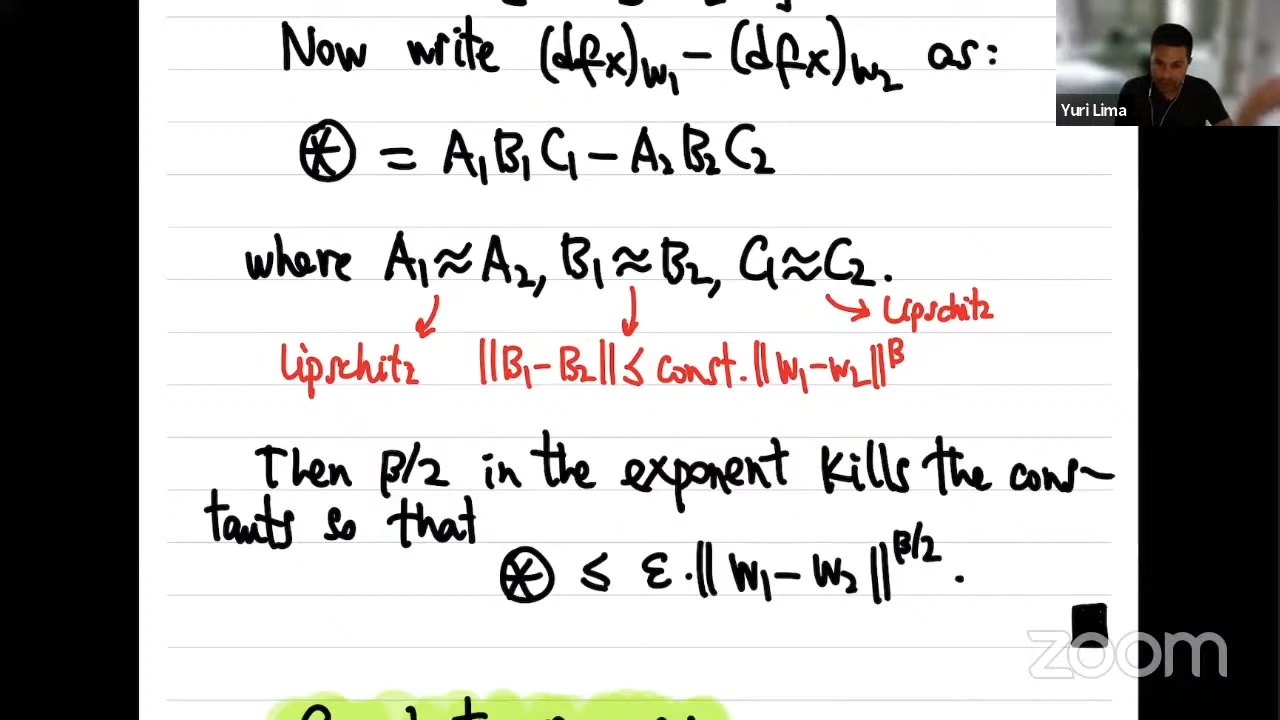 Now write (dfx)w₁ − (dfx)w₂ as:
Yuri Lima
⊛ = A₁B₁C₁ − A₂B₂C₂
where A₁ ≈ A₂, B₁ ≈ B₂, C₁ ≈ C₂.
Lipschitz
Lipschitz ||B₁ − B₂|| ≤ const. ||w₁ − w₂||^β
Then β/2 in the exponent kills the cons-
tants so that
⊛ ≤ ε · ||w₁ − w₂||^β/2.
zoom